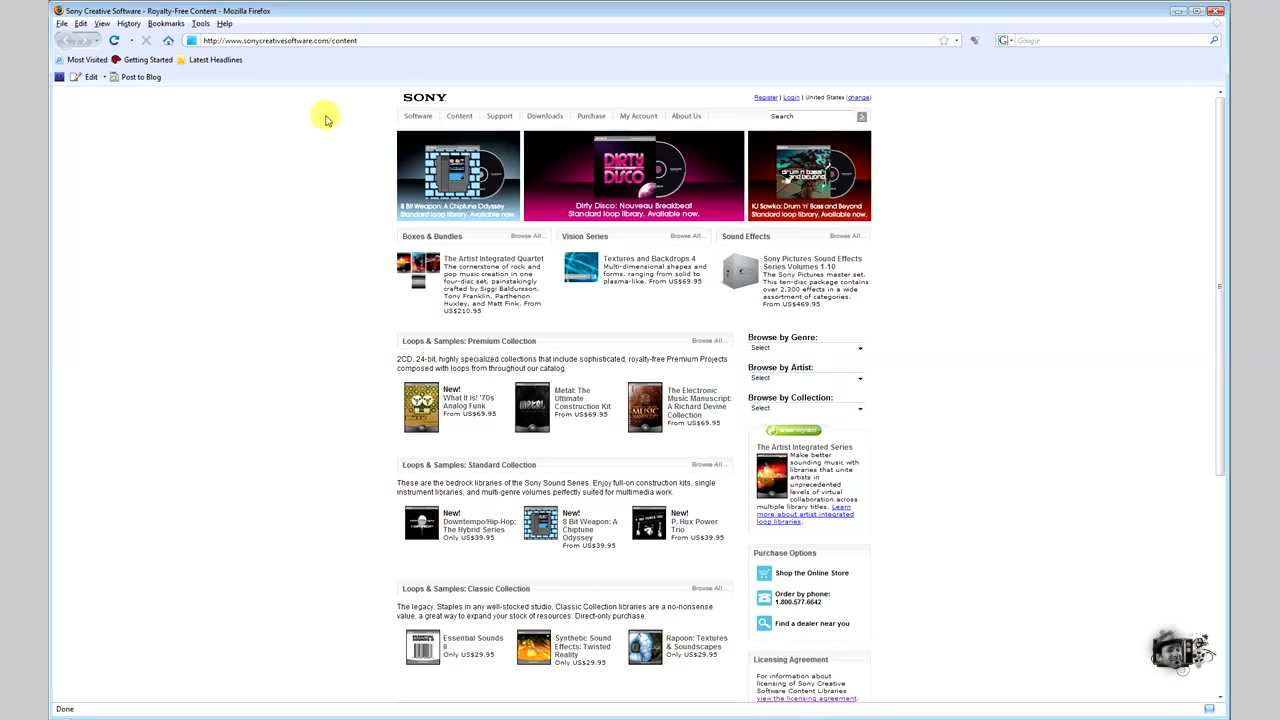 Sony Creative Software - Royalty-Free Content - Mozilla Firefox
File Edit View History Bookmarks Tools Help
http://www.sonycreativesoftware.com/content
Google
Most Visited Getting Started Latest Headlines
Edit Post to Blog
SONY
Register | Login | United States (change)
Software Content Support Downloads Purchase My Account About Us
Search
8 Bit Weapon: A Chiptune Odyssey
Standard loop library. Available now.
DIRTY
DISCO
Dirty Disco: Nouveau Breakbeat
Standard loop library. Available now.
drum 'n' bass
and beyond
KJ Sawka: Drum 'n' Bass and Beyond
Standard loop library. Available now.
Boxes & Bundles Browse All...
The Artist Integrated Quartet
The cornerstone of rock and
pop music creation in one
four-disc set, painstakingly
crafted by Siggi Baldursson,
Tony Franklin, Parthenon
Huxley, and Matt Fink. From
US$210.95
Vision Series Browse All...
Textures and Backdrops 4
Multi-dimensional shapes and
forms, ranging from solid to
plasma-like. From US$69.95
Sound Effects Browse All...
Sony Pictures Sound Effects
Series Volumes 1-10
The Sony Pictures master set.
This ten-disc package contains
over 2,300 effects in a wide
assortment of categories.
From US$469.95
Loops & Samples: Premium Collection Browse All...
2CD, 24-bit, highly specialized collections that include sophisticated, royalty-free Premium Projects
composed with loops from throughout our catalog.
New!
What It Is! '70s
Analog Funk
From US$69.95
METAL
Metal: The
Ultimate
Construction Kit
From US$69.95
MUSIC
The Electronic
Music Manuscript:
A Richard Devine
Collection
From US$69.95
Browse by Genre:
Select
Browse by Artist:
Select
Browse by Collection:
Select
The Artist Integrated Series
Make better
sounding music with
libraries that unite
artists in
unprecedented
levels of virtual
collaboration across
multiple library titles. Learn
more about artist integrated
loop libraries.
Loops & Samples: Standard Collection Browse All...
These are the bedrock libraries of the Sony Sound Series. Enjoy full-on construction kits, single
instrument libraries, and multi-genre volumes perfectly suited for multimedia work.
New!
Downtempo/Hip-Hop:
The Hybrid Series
Only US$39.95
New!
8 Bit Weapon: A
Chiptune
Odyssey
From US$39.95
New!
P. Hux Power
Trio
From US$39.95
Purchase Options
Shop the Online Store
Order by phone:
1.800.577.6642
Find a dealer near you
Loops & Samples: Classic Collection Browse All...
The legacy. Staples in any well-stocked studio, Classic Collection libraries are a no-nonsense
value, a great way to expand your stock of resources. Direct-only purchase.
Essential Sounds
II
Only US$29.95
Synthetic Sound
Effects: Twisted
Reality
Only US$29.95
Rapoon: Textures
& Soundscapes
Only US$29.95
Licensing Agreement
For information about
licensing of Sony Creative
Software Content Libraries
view the licensing agreement.
Done